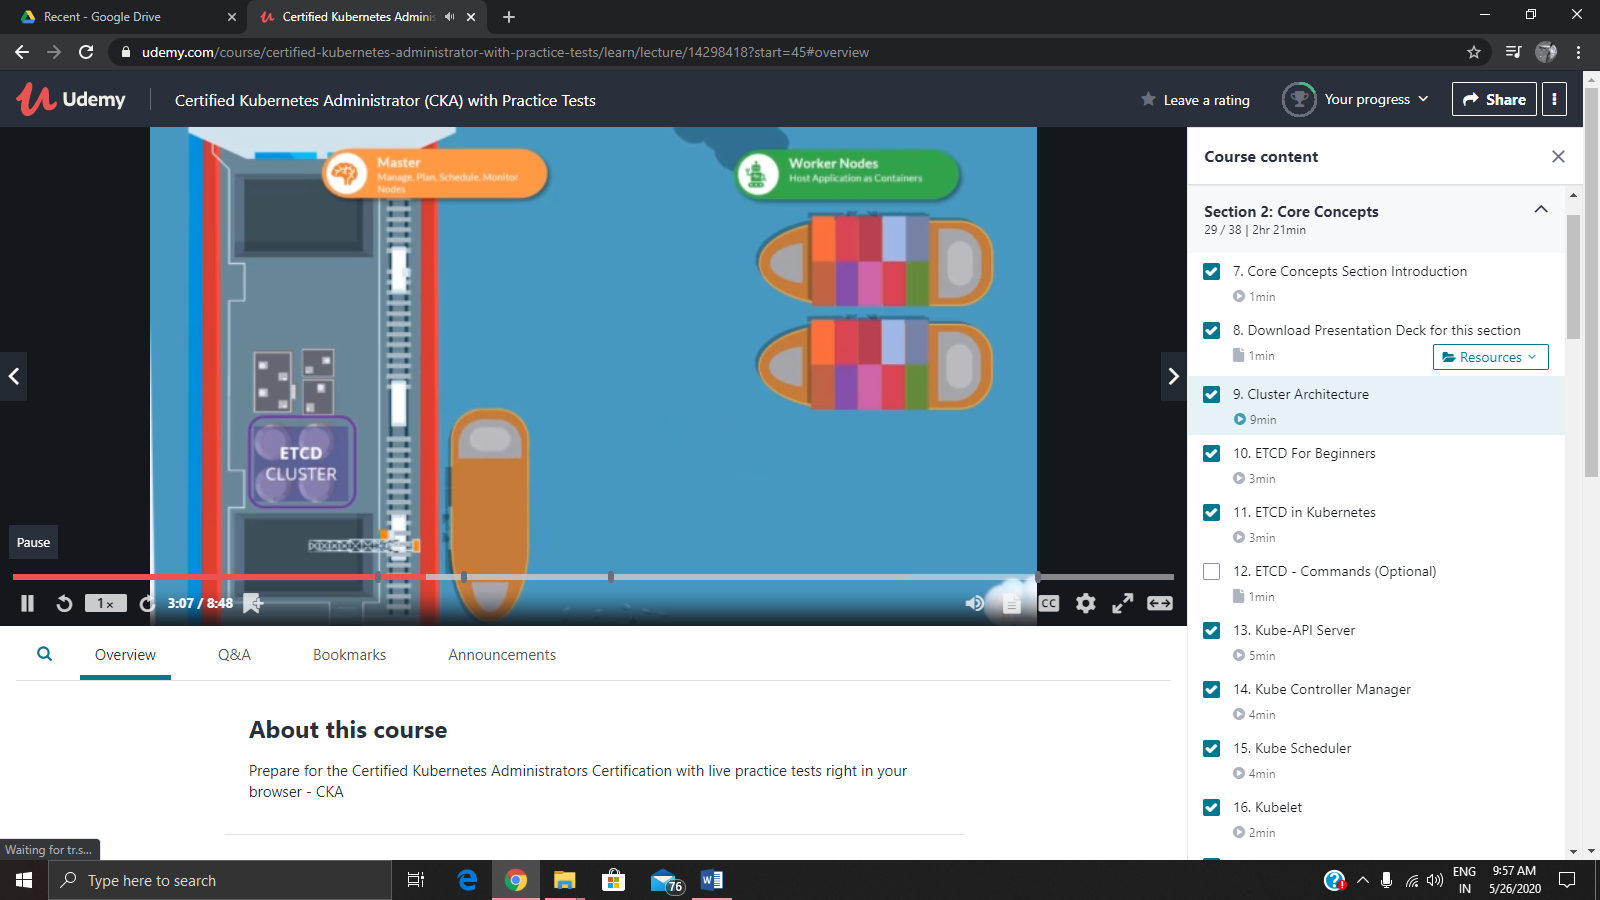 Recent - Google Drive
Certified Kubernetes Adminis
udemy.com/course/certified-kubernetes-administrator-with-practice-tests/learn/lecture/14298418?start=45#overview
Udemy
Certified Kubernetes Administrator (CKA) with Practice Tests
Leave a rating
Your progress
Share
Master
Manage, Plan, Schedule, Monitor
Nodes
Worker Nodes
Host Application as Containers
ETCD
CLUSTER
Pause
1x
3:07 / 8:48
CC
Course content
Section 2: Core Concepts
29 / 38 | 2hr 21min
7. Core Concepts Section Introduction
1min
8. Download Presentation Deck for this section
1min
Resources
9. Cluster Architecture
9min
10. ETCD For Beginners
3min
11. ETCD in Kubernetes
3min
12. ETCD - Commands (Optional)
1min
13. Kube-API Server
5min
14. Kube Controller Manager
4min
15. Kube Scheduler
4min
16. Kubelet
2min
Overview
Q&A
Bookmarks
Announcements
About this course
Prepare for the Certified Kubernetes Administrators Certification with live practice tests right in your
browser - CKA
Waiting for tr.s...
Type here to search
76
ENG
IN
9:57 AM
5/26/2020